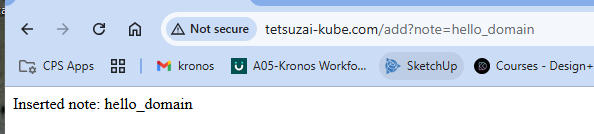 Not secure tetsuzai-kube.com/add?note=hello_domain
CPS Apps kronos A05-Kronos Workfo... SketchUp Courses - Design+
Inserted note: hello_domain